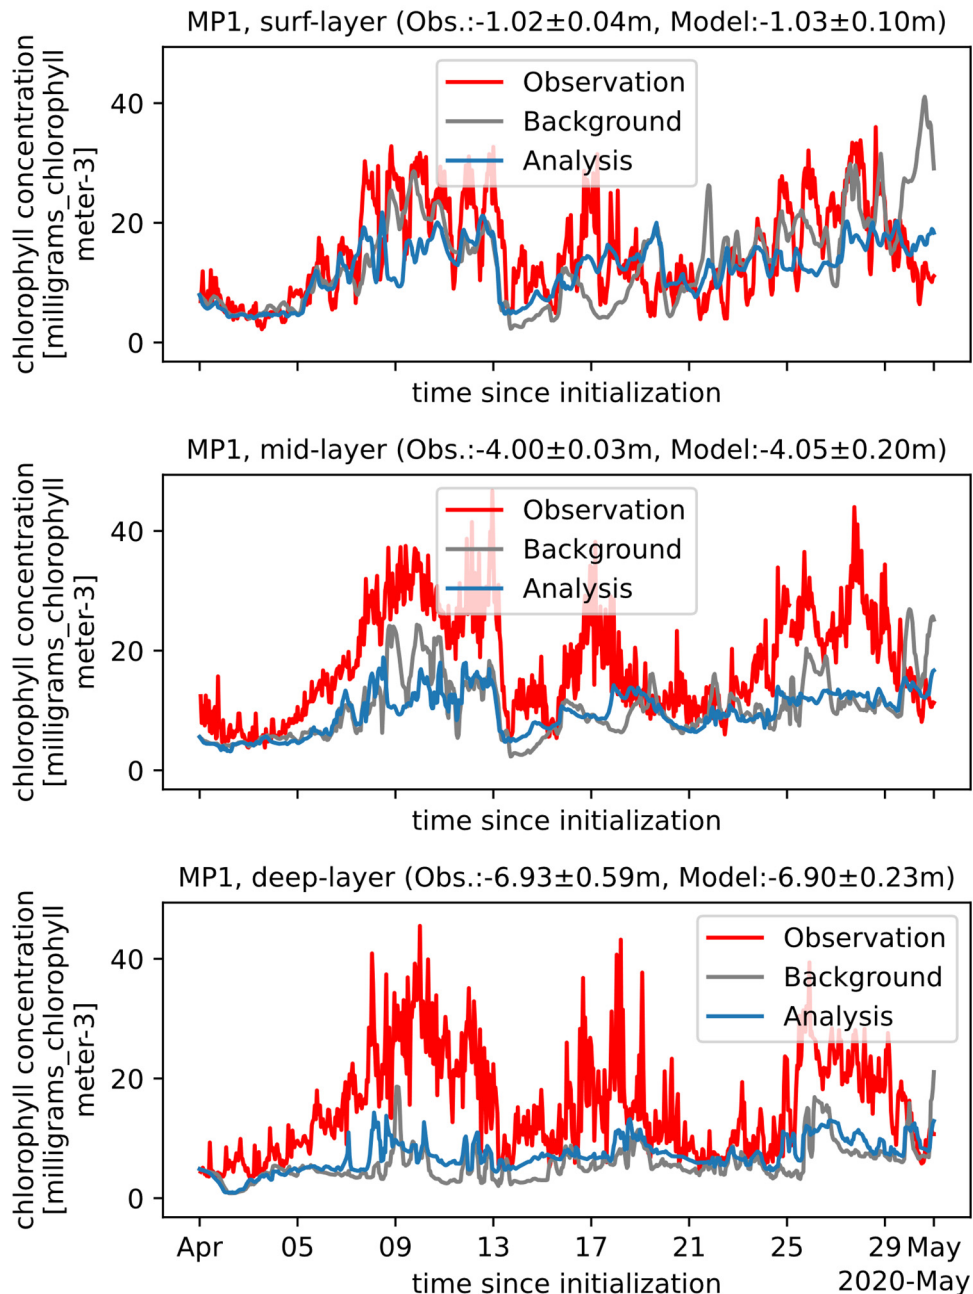 MP1, surf-layer (Obs.:-1.02±0.04m, Model:-1.03±0.10m)
chlorophyll concentration
[milligrams_chlorophyll
meter-3]
40
20
0
Observation
Background
Analysis
time since initialization
MP1, mid-layer (Obs.:-4.00±0.03m, Model:-4.05±0.20m)
chlorophyll concentration
[milligrams_chlorophyll
meter-3]
40
20
0
Observation
Background
Analysis
time since initialization
MP1, deep-layer (Obs.:-6.93±0.59m, Model:-6.90±0.23m)
chlorophyll concentration
[milligrams_chlorophyll
meter-3]
40
20
0
Observation
Background
Analysis
Apr 05 09 13 17 21 25 29 May
time since initialization
2020-May